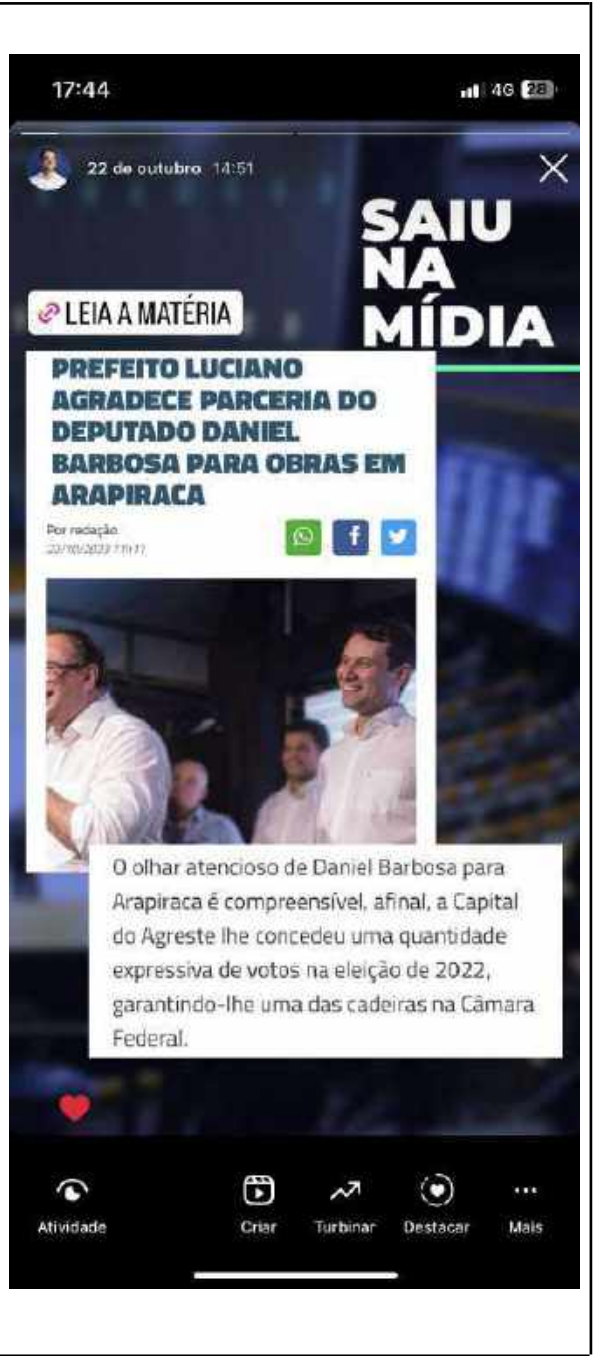 17:44
4G 28
22 de outubro 14:51
SAIU
NA
MÍDIA
LEIA A MATÉRIA
PREFEITO LUCIANO
AGRADECE PARCERIA DO
DEPUTADO DANIEL
BARBOSA PARA OBRAS EM
ARAPIRACA
Por redação
O olhar atencioso de Daniel Barbosa para
Arapiraca é compreensível, afinal, a Capital
do Agreste lhe concedeu uma quantidade
expressiva de votos na eleição de 2022,
garantindo-lhe uma das cadeiras na Câmara
Federal.
Atividade
Criar
Turbinar
Destacar
Mais